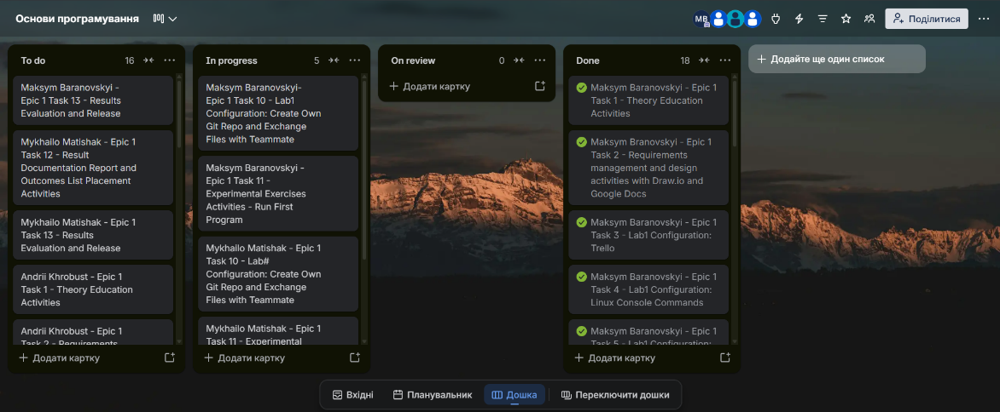 Основи програмування
MB
Поділитися
To do 16
Maksym Baranovskyi -
Epic 1 Task 13 - Results
Evaluation and Release
Mykhailo Matishak - Epic 1
Task 12 - Result
Documentation Report and
Outcomes List Placement
Activities
Mykhailo Matishak - Epic 1
Task 13 - Results
Evaluation and Release
Andrii Khrobust - Epic 1
Task 1 - Theory Education
Activities
Andrii Khrobust - Epic 1
Task 2 - Requirements
Додати картку
In progress 5
Maksym Baranovskyi-
Epic 1 Task 10 - Lab1
Configuration: Create Own
Git Repo and Exchange
Files with Teammate
Maksym Baranovskyi -
Epic 1 Task 11 -
Experimental Exercises
Activities - Run First
Program
Mykhailo Matishak - Epic 1
Task 10 - Lab#
Configuration: Create Own
Git Repo and Exchange
Files with Teammate
Mykhailo Matishak - Epic 1
Task 11 - Experimental
Додати картку
On review 0
Додати картку
Done 18
Maksym Baranovskyi - Epic 1
Task 1 - Theory Education
Activities
Maksym Branovskyi - Epic 1
Task 2 - Requirements
management and design
activities with Draw.io and
Google Docs
Maksym Baranovskyi - Epic 1
Task 3 - Lab1 Configuration:
Trello
Maksym Baranovskyi - Epic 1
Task 4 - Lab1 Configuration:
Linux Console Commands
Maksym Baranovskyi - Epic 1
Task 5 - Lab1 Configuration:
Додати картку
Додайте ще один список
Вхідні
Планувальник
Дошка
Переключити дошки